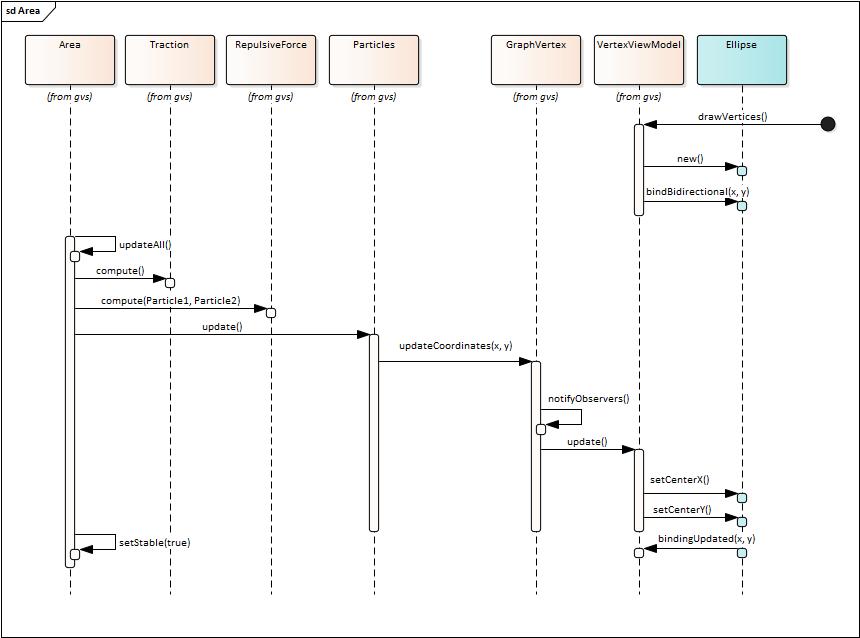 sd Area
Area
Traction
RepulsiveForce
Particles
GraphVertex
VertexViewModel
Ellipse
(from gvs)
(from gvs)
(from gvs)
(from gvs)
(from gvs)
(from gvs)
drawVertices()
new()
bindBidirectional(x, y)
updateAll()
compute()
compute(Particle1, Particle2)
update()
updateCoordinates(x, y)
notifyObservers()
update()
setCenterX()
setCenterY()
bindingUpdated(x, y)
setStable(true)